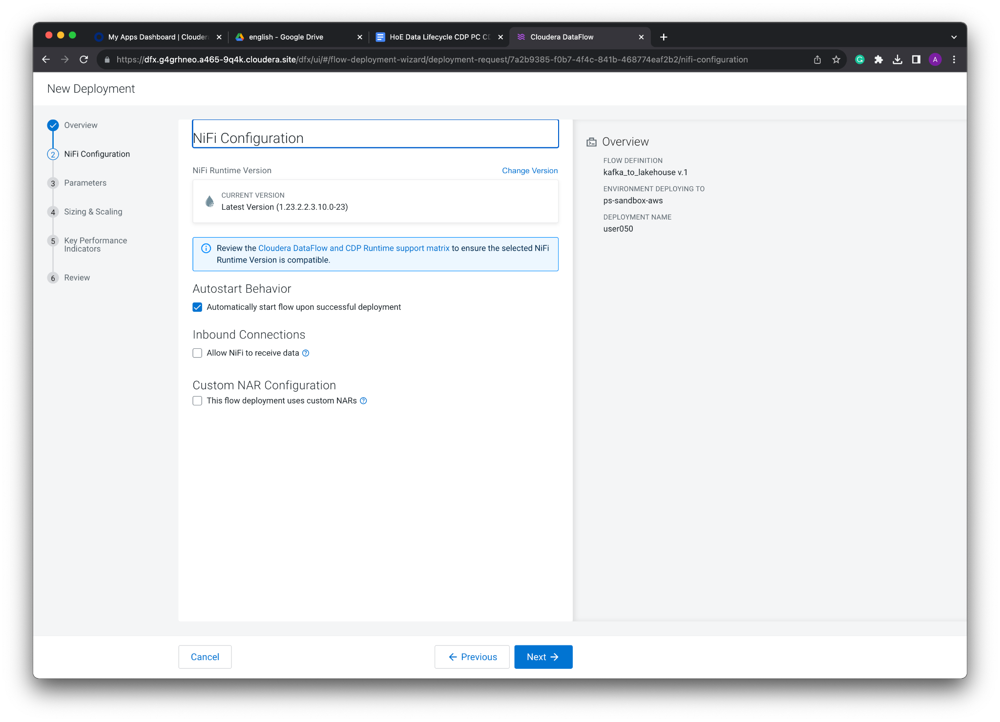 My Apps Dashboard | Cloudera
english - Google Drive
HoE Data Lifecycle CDP PC CD
Cloudera DataFlow
https://dfx.g4grhneo.a465-9q4k.cloudera.site/dfx/ui/#/flow-deployment-wizard/deployment-request/7a2b9385-f0b7-4f4c-841b-468774eaf2b2/nifi-configuration
G
A
New Deployment
Overview
2 NiFi Configuration
3 Parameters
4 Sizing & Scaling
5 Key Performance
Indicators
6 Review
NiFi Configuration
NiFi Runtime Version
Change Version
CURRENT VERSION
Latest Version (1.23.2.2.3.10.0-23)
Review the Cloudera DataFlow and CDP Runtime support matrix to ensure the selected NiFi
Runtime Version is compatible.
Autostart Behavior
Automatically start flow upon successful deployment
Inbound Connections
Allow NiFi to receive data
Custom NAR Configuration
This flow deployment uses custom NARs
Overview
FLOW DEFINITION
kafka_to_lakehouse v.1
ENVIRONMENT DEPLOYING TO
ps-sandbox-aws
DEPLOYMENT NAME
user050
Cancel
Previous
Next